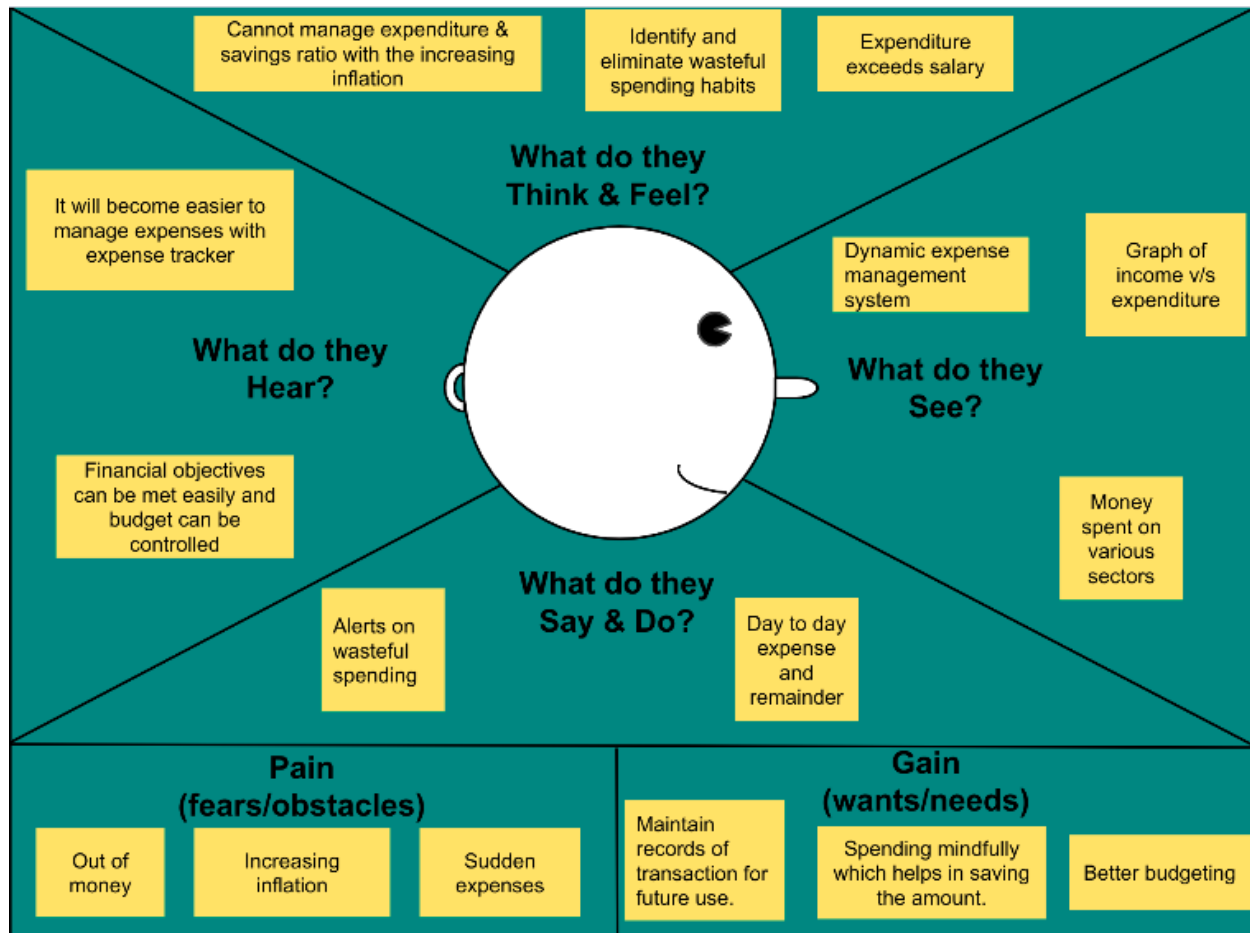 Cannot manage expenditure &
savings ratio with the increasing
inflation
Identify and
eliminate wasteful
spending habits
Expenditure
exceeds salary
What do they
Think & Feel?
It will become easier to
manage expenses with
expense tracker
What do they
Hear?
Financial objectives
can be met easily and
budget can be
controlled
Dynamic expense
management
system
Graph of
income v/s
expenditure
What do they
See?
Money
spent on
various
sectors
What do they
Say & Do?
Alerts on
wasteful
spending
Day to day
expense
and
remainder
Pain
(fears/obstacles)
Out of
money
Increasing
inflation
Sudden
expenses
Gain
(wants/needs)
Maintain
records of
transaction for
future use.
Spending mindfully
which helps in saving
the amount.
Better budgeting